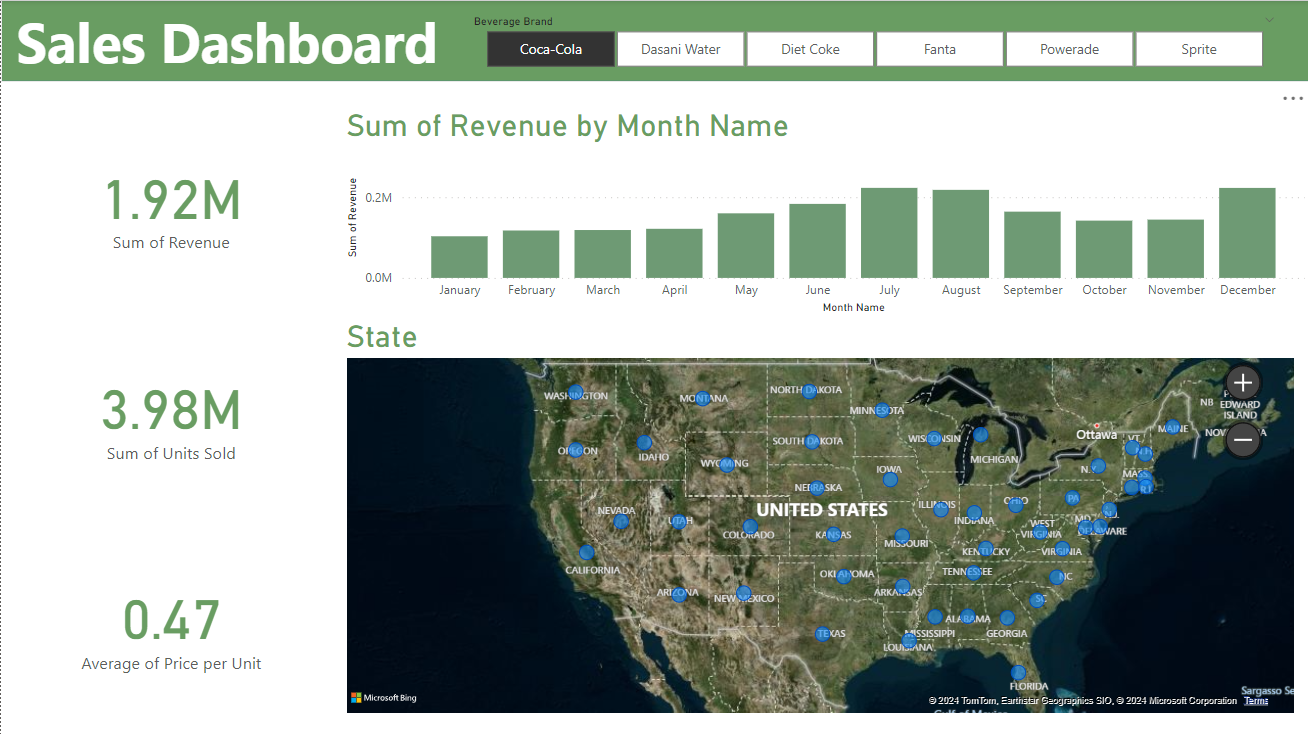 Sales Dashboard
Beverage Brand
Coca-Cola
Dasani Water
Diet Coke
Fanta
Powerade
Sprite
Sum of Revenue by Month Name
1.92M
Sum of Revenue
3.98M
Sum of Units Sold
0.47
Average of Price per Unit
Sum of Revenue
0.2M
0.0M
January
February
March
April
May
June
July
August
September
October
November
December
Month Name
State
WASHINGTON
MONTANA
NORTH DAKOTA
MINNESOTA
Ottawa
MAINE
NB
EDWARD
ISLAND
OREGON
IDAHO
WYOMING
SOUTH DAKOTA
WISCONSIN
MICHIGAN
VT.
N.H.
N.Y.
MASS.
R.I.
NEBRASKA
IOWA
NEVADA
UTAH
COLORADO
UNITED STATES
KANSAS
MISSOURI
ILLINOIS
INDIANA
OHIO
PA
N.J.
MD.
DELAWARE
WEST
VIRGINIA
VIRGINIA
KENTUCKY
CALIFORNIA
ARIZONA
NEW MEXICO
OKLAHOMA
ARKANSAS
TENNESSEE
NC
SC
TEXAS
LOUISIANA
MISSISSIPPI
ALABAMA
GEORGIA
FLORIDA
Microsoft Bing
© 2024 TomTom, Earthstar Geographics SIO, © 2024 Microsoft Corporation Terms
Sargasso Se
Gulf of Mexico